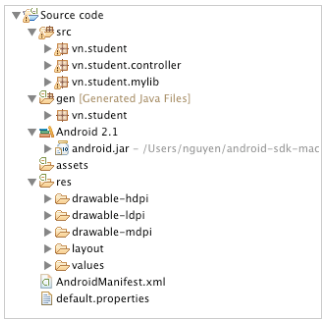 Source code
src
vn.student
vn.student.controller
vn.student.mylib
gen [Generated Java Files]
vn.student
Android 2.1
android.jar - /Users/nguyen/android-sdk-mac
assets
res
drawable-hdpi
drawable-ldpi
drawable-mdpi
layout
values
AndroidManifest.xml
default.properties